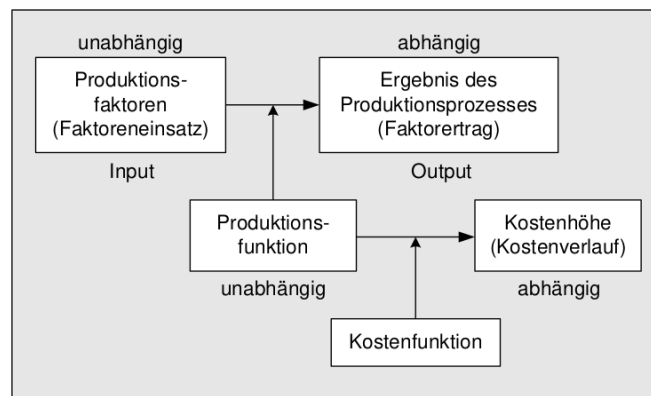 unabhängig
abhängig
Produktions-
faktoren
(Faktoreneinsatz)
Ergebnis des
Produktionsprozesses
(Faktorertrag)
Input
Output
Produktions-
funktion
Kostenhöhe
(Kostenverlauf)
unabhängig
abhängig
Kostenfunktion